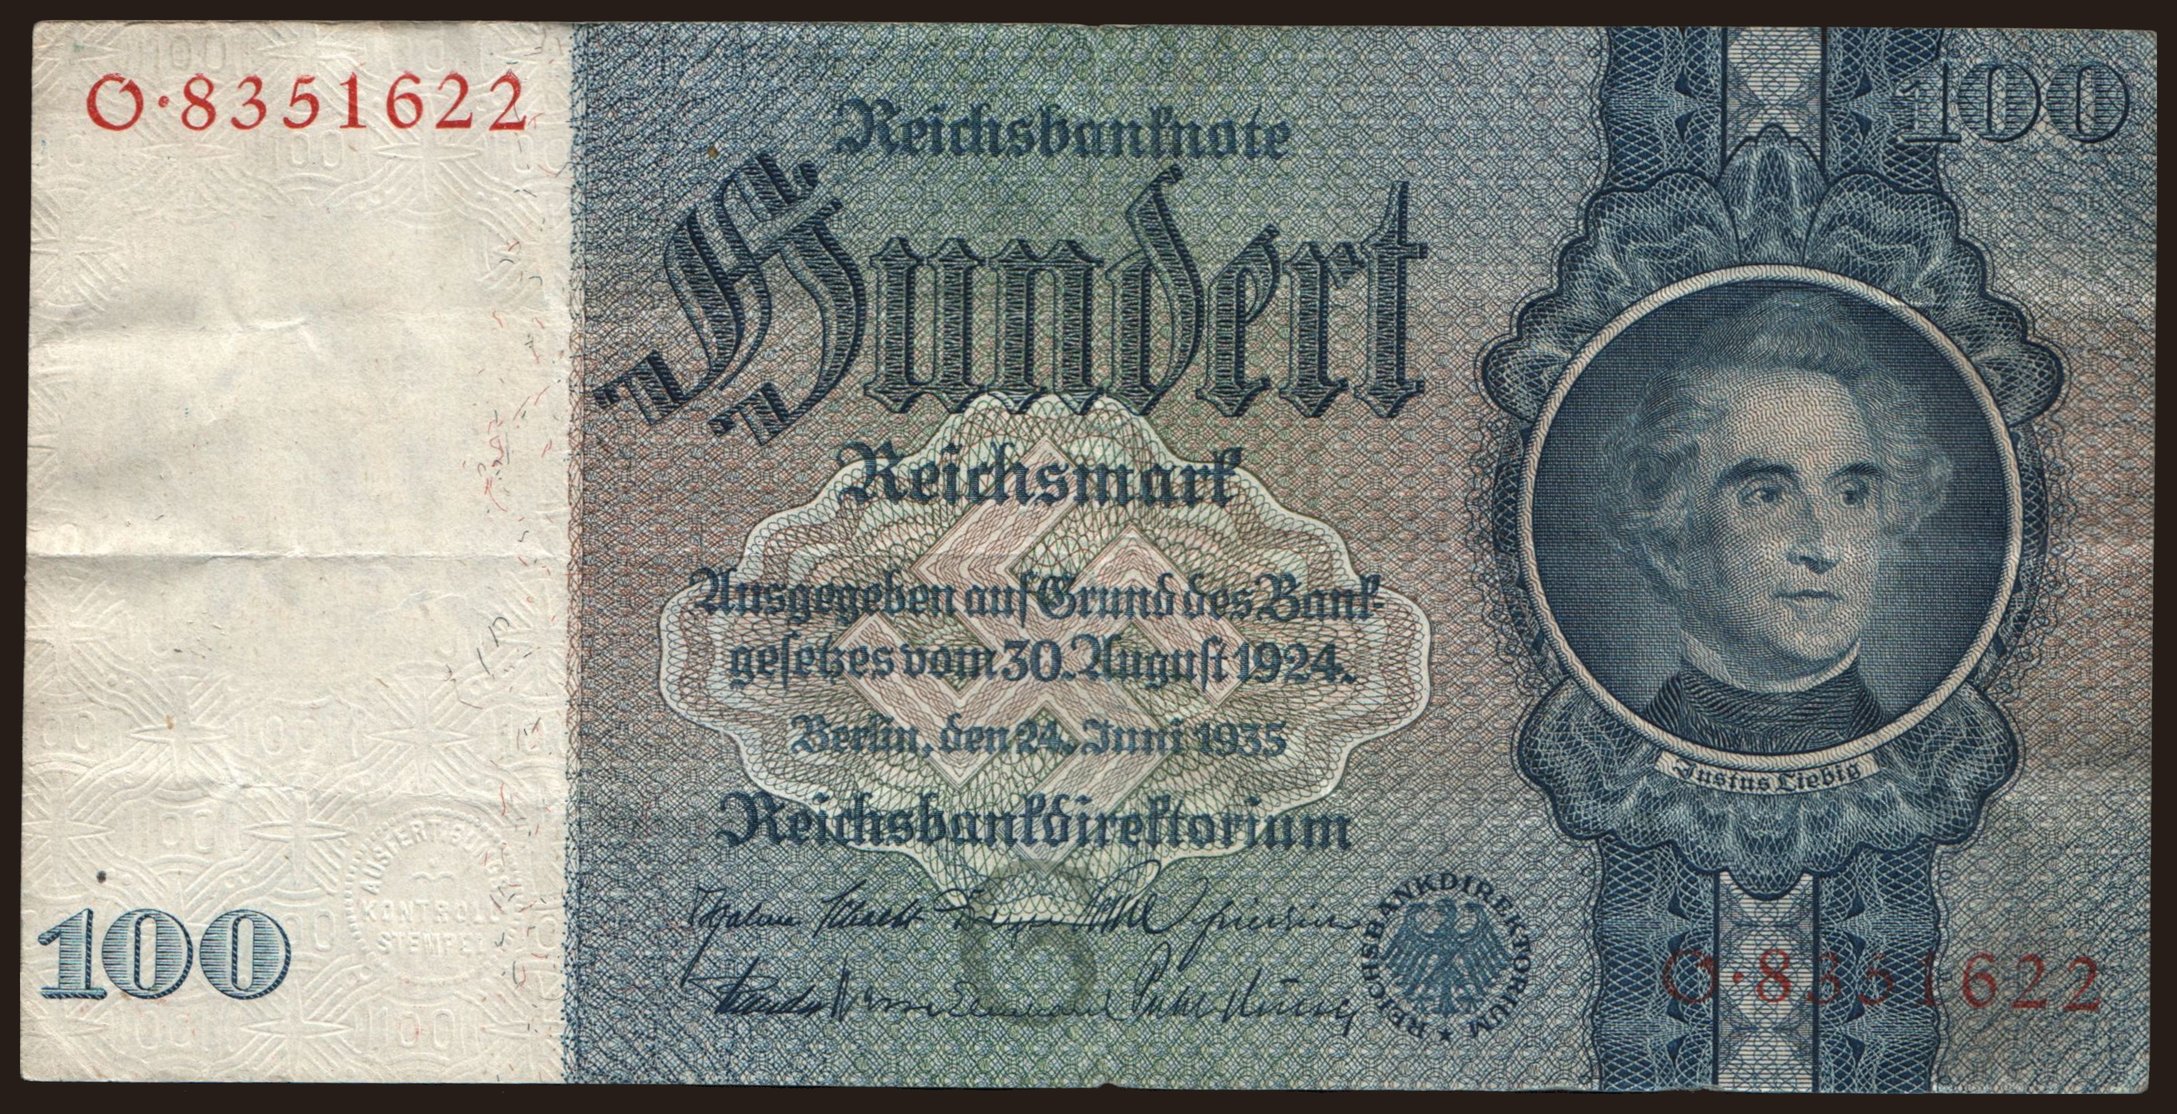 O·8351622
100
Reichsbanknote
Hundert
Reichsmark
Ausgegeben auf Grund des Bank-
gesetzes vom 30. August 1924.
Berlin, den 24. Juni 1935
Reichsbankdirektorium
Justus Liebig
REICHSBANKDIREKTORIUM
AUSFERTIGUNG
KONTROLL
STEMPEL
G
100
O·8351622